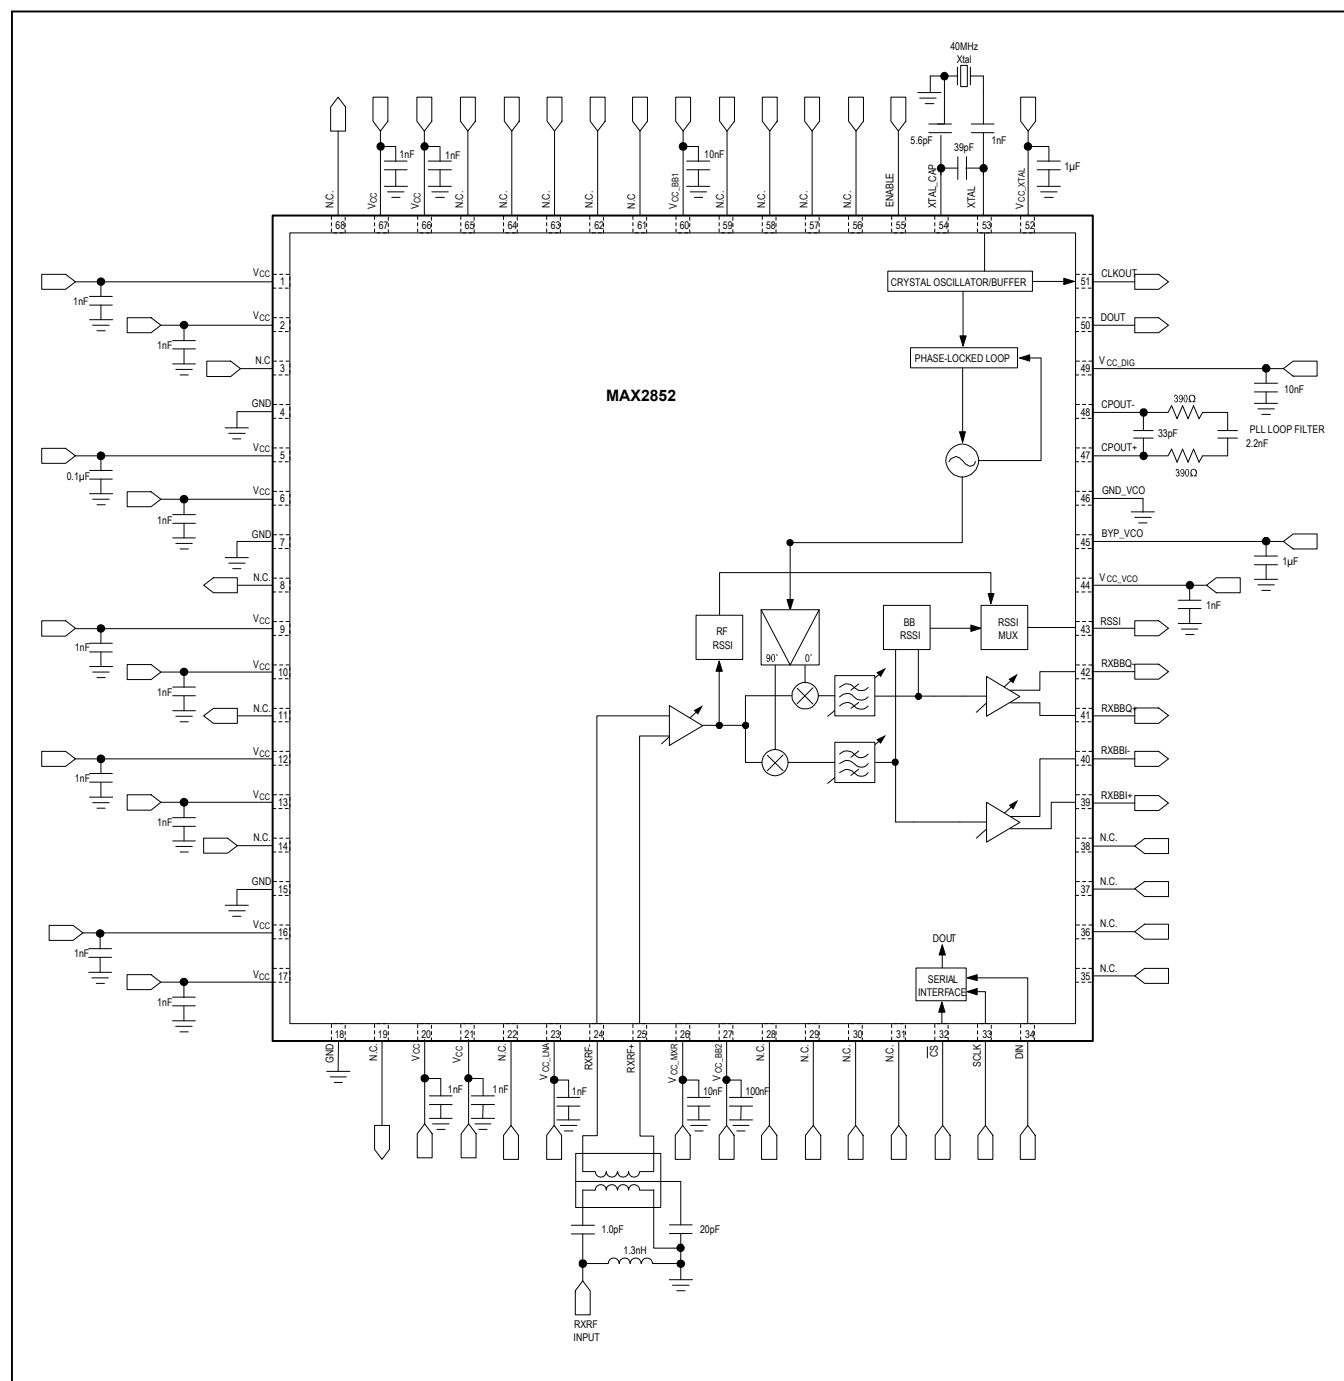 40MHz
Xtal
5.6pF
39pF
1nF
1nF
1nF
10nF
1µF
N.C.
VCC
VCC
N.C.
N.C.
N.C.
N.C.
N.C
VCC_BB1
N.C.
N.C.
N.C.
N.C.
ENABLE
XTAL_CAP
XTAL
VCC_XTAL
68
67
66
65
64
63
62
61
60
59
58
57
56
55
54
53
52
VCC
1
1nF
VCC
2
1nF
N.C
3
GND
4
VCC
5
0.1µF
VCC
6
1nF
GND
7
N.C.
8
VCC
9
1nF
VCC
10
1nF
N.C.
11
VCC
12
1nF
VCC
13
1nF
N.C.
14
GND
15
VCC
16
1nF
VCC
17
1nF
MAX2852
CRYSTAL OSCILLATOR/BUFFER
PHASE-LOCKED LOOP
RF
RSSI
90°
0°
BB
RSSI
RSSI
MUX
DOUT
SERIAL
INTERFACE
51
CLKOUT
50
DOUT
49
VCC_DIG
10nF
48
CPOUT-
390Ω
33pF
PLL LOOP FILTER
2.2nF
47
CPOUT+
390Ω
46
GND_VCO
45
BYP_VCO
1µF
44
VCC_VCO
1nF
43
RSSI
42
RXBBQ-
41
RXBBQ+
40
RXBBI-
39
RXBBI+
38
N.C.
37
N.C.
36
N.C.
35
N.C.
18
19
20
21
22
23
24
25
26
27
28
29
30
31
32
33
34
GND
N.C.
VCC
VCC
N.C.
VCC_LNA
RXRF-
RXRF+
VCC_MXR
VCC_BB2
N.C.
N.C.
N.C.
N.C.
CS
SCLK
DIN
1nF
1nF
1nF
10nF
100nF
1.0pF
20pF
1.3nH
RXRF
INPUT